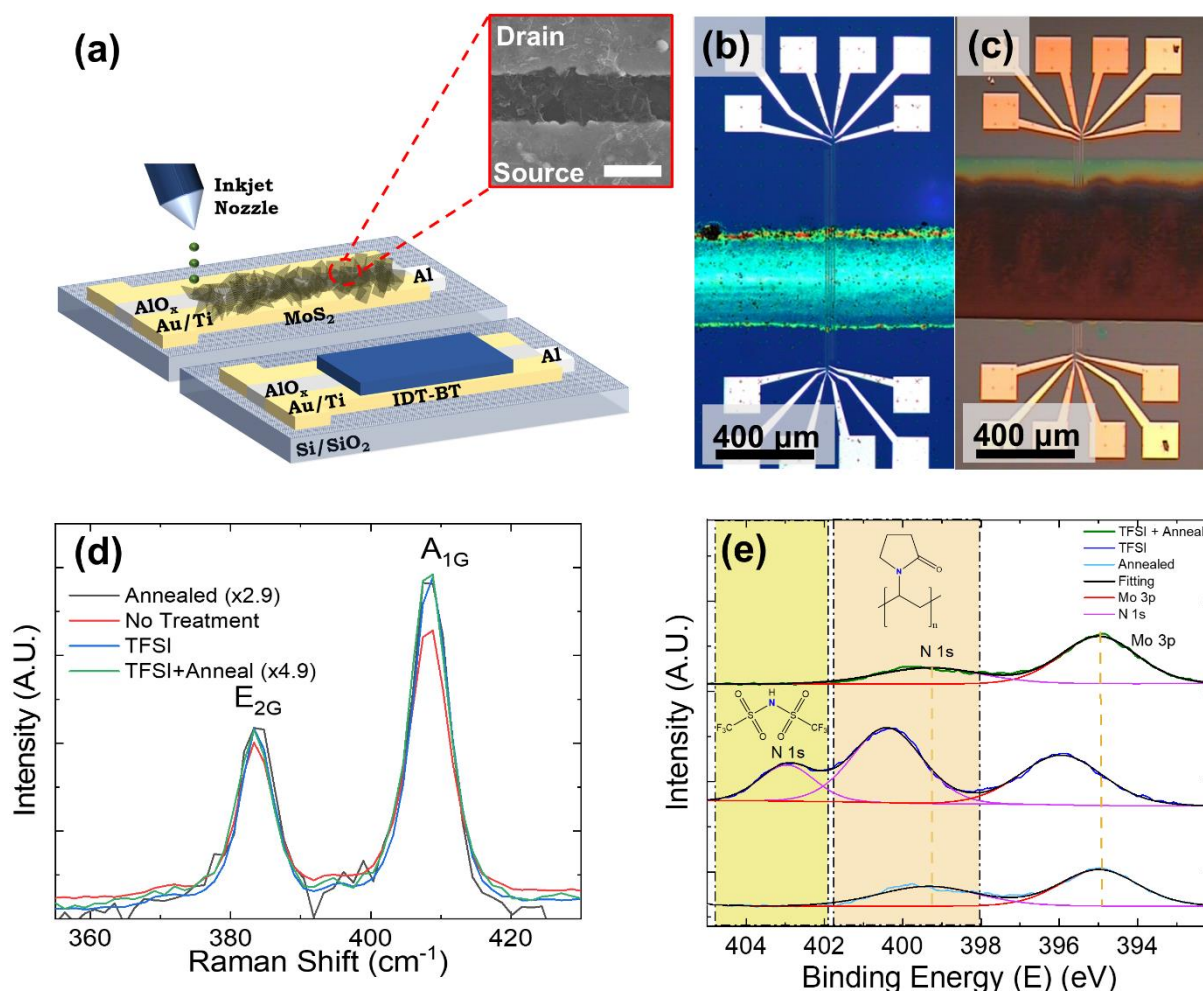 (a)
Drain
Source
Inkjet
Nozzle
AlOₓ
Au/Ti
MoS₂
Al
AlOₓ
Au/Ti
IDT-BT
Al
Si/SiO₂
(b)
400 µm
(c)
400 µm
(d)
A₁G
Annealed (x2.9)
No Treatment
TFSI
TFSI+Anneal (x4.9)
E₂G
Intensity (A.U.)
360 380 400 420
Raman Shift (cm⁻¹)
(e)
TFSI + Anneal
TFSI
Annealed
Fitting
Mo 3p
N 1s
N
O
n
N 1s
Mo 3p
O H O
F₃C S N S CF₃
O O
N 1s
Intensity (A.U.)
404 402 400 398 396 394
Binding Energy (E) (eV)